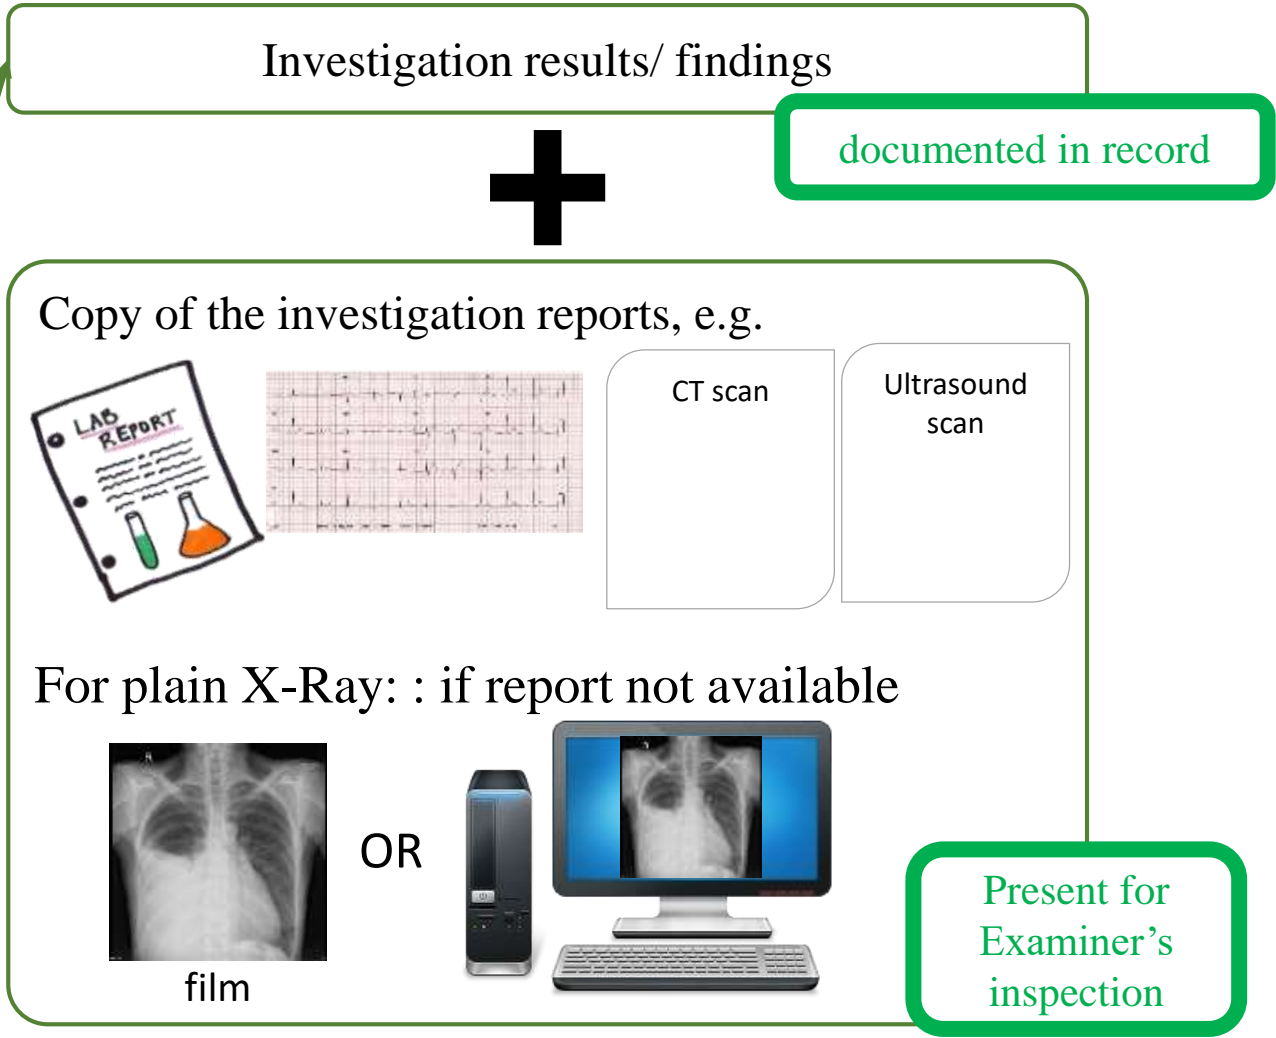 Investigation results/ findings
documented in record
Copy of the investigation reports, e.g.
LAB
REPORT
CT scan
Ultrasound
scan
For plain X-Ray: : if report not available
OR
film
Present for
Examiner’s
inspection